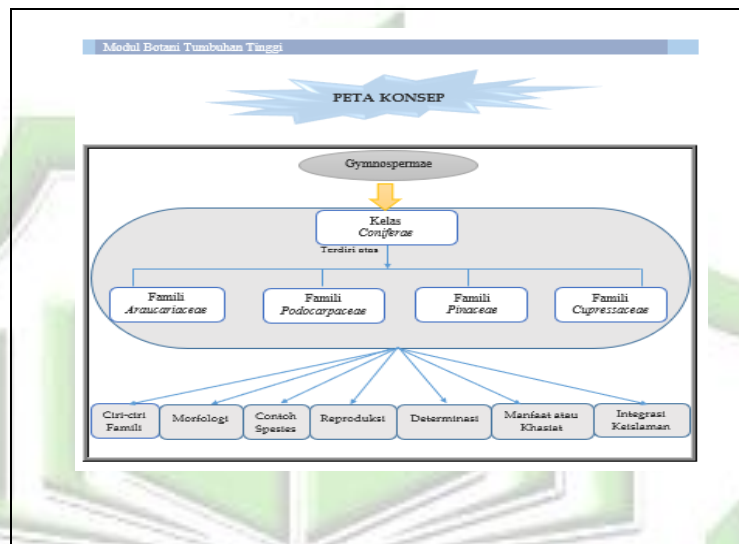 Modul Botani Tumbuhan Tinggi
PETA KONSEP
Gymnospermae
Kelas
Coniferae
Terdiri atas
Famili
Araucariaceae
Famili
Podocarpaceae
Famili
Pinaceae
Famili
Cupressaceae
Ciri-ciri
Famili
Morfologi
Contoh
Spesies
Reproduksi
Determinasi
Manfaat atau
Khasiat
Integrasi
Keislaman